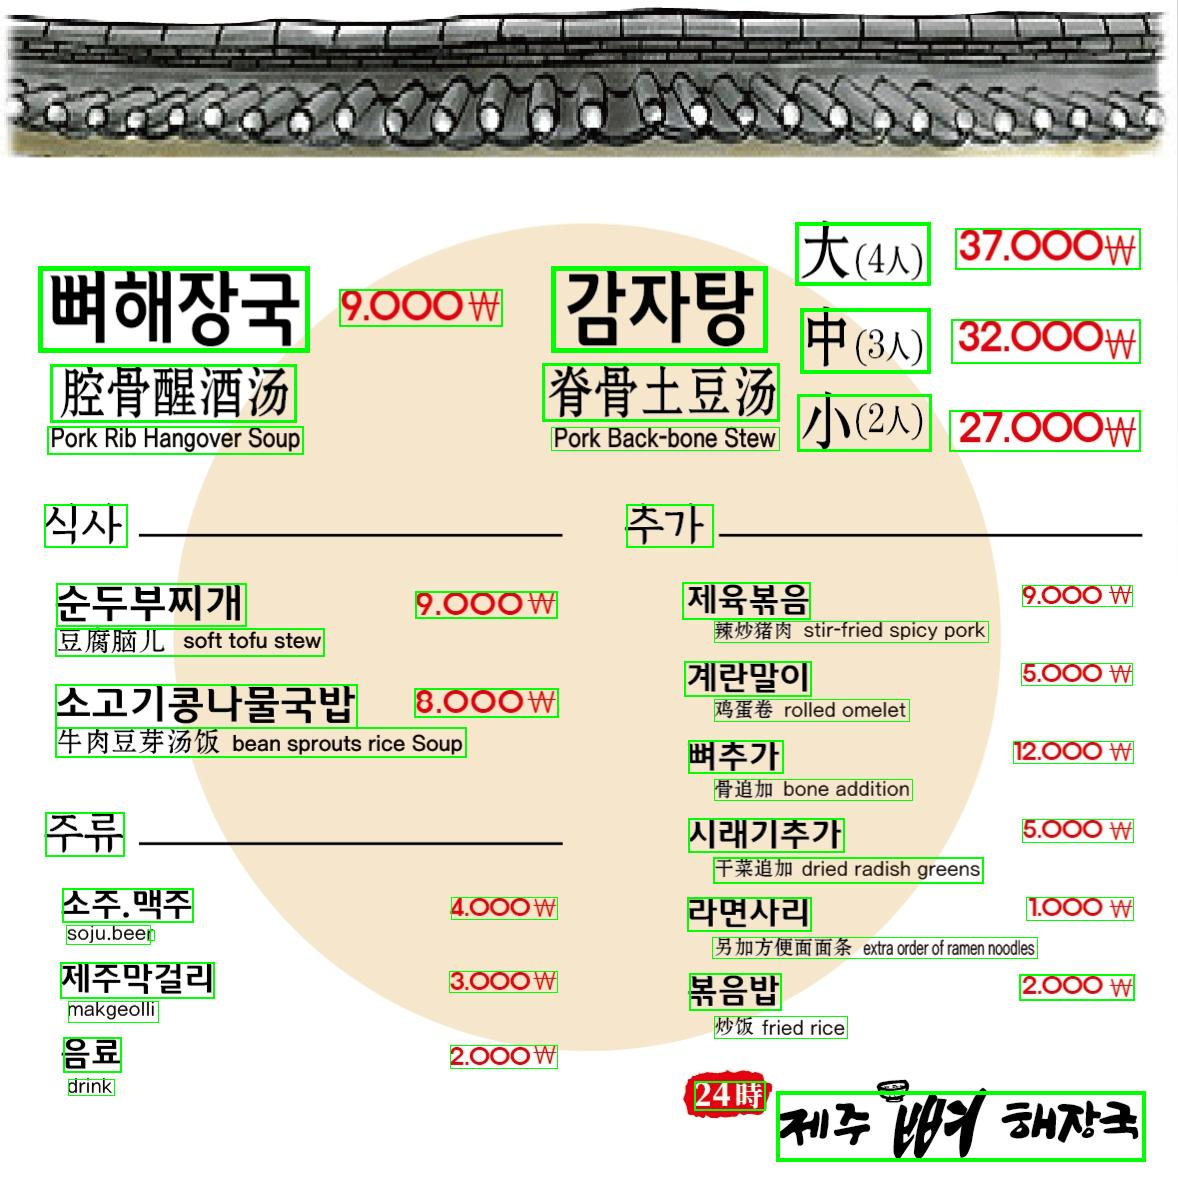 뼈해장국 9.000₩
腔骨醒酒汤
Pork Rib Hangover Soup
감자탕
脊骨土豆汤
Pork Back-bone Stew
大(4人) 37.000₩
中(3人) 32.000₩
小(2人) 27.000₩
식사
순두부찌개 9.000₩
豆腐脑儿 soft tofu stew
소고기콩나물국밥 8.000₩
牛肉豆芽汤饭 bean sprouts rice Soup
주류
소주.맥주 4.000₩
soju.beer
제주막걸리 3.000₩
makgeolli
음료 2.000₩
drink
추가
제육볶음 9.000₩
辣炒猪肉 stir-fried spicy pork
계란말이 5.000₩
鸡蛋卷 rolled omelet
뼈추가 12.000₩
骨追加 bone addition
시래기추가 5.000₩
干菜追加 dried radish greens
라면사리 1.000₩
另加方便面面条 extra order of ramen noodles
볶음밥 2.000₩
炒饭 fried rice
24時
제주 뼈 해장국